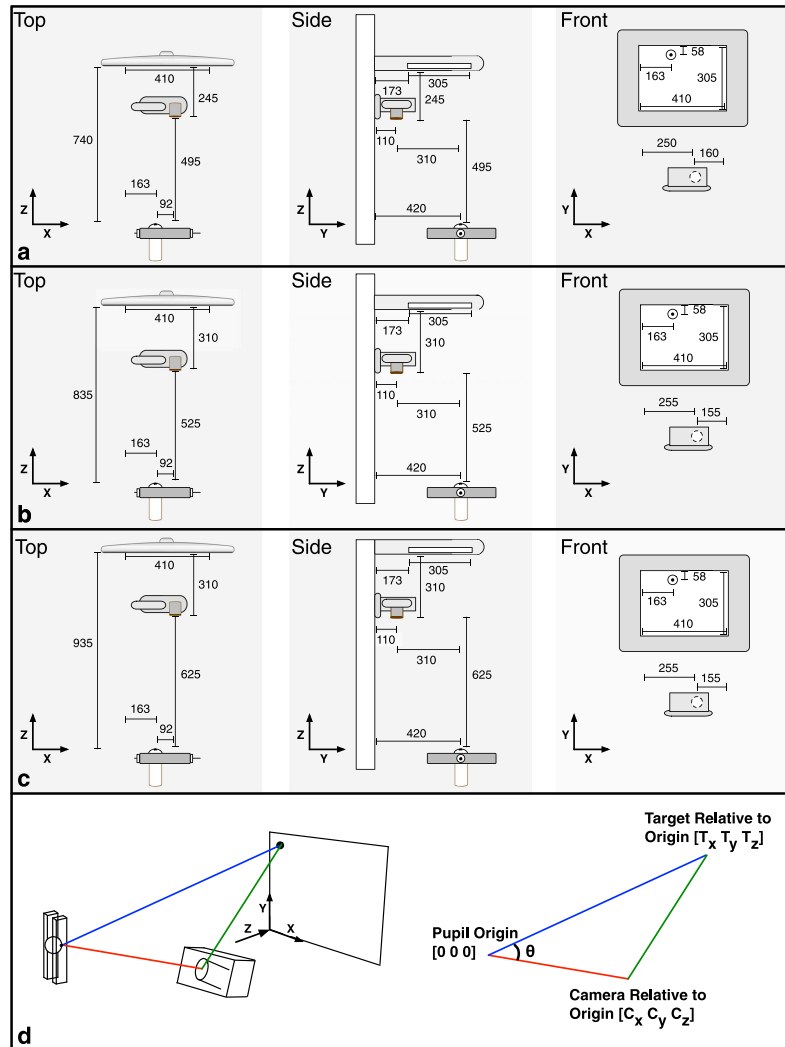 Top
Side
Front
410
245
740
495
163
92
Z
X
173
305
245
110
310
495
420
Z
Y
58
163
305
410
250
160
Y
X
a
Top
Side
Front
410
310
835
525
163
92
Z
X
173
305
310
110
310
525
420
Z
Y
58
163
305
410
255
155
Y
X
b
Top
Side
Front
410
310
935
625
163
92
Z
X
173
305
310
110
310
625
420
Z
Y
58
163
305
410
255
155
Y
X
c
Y
Z
X
Target Relative to
Origin [Tx Ty Tz]
Pupil Origin
[0 0 0]
θ
Camera Relative to
Origin [Cx Cy Cz]
d